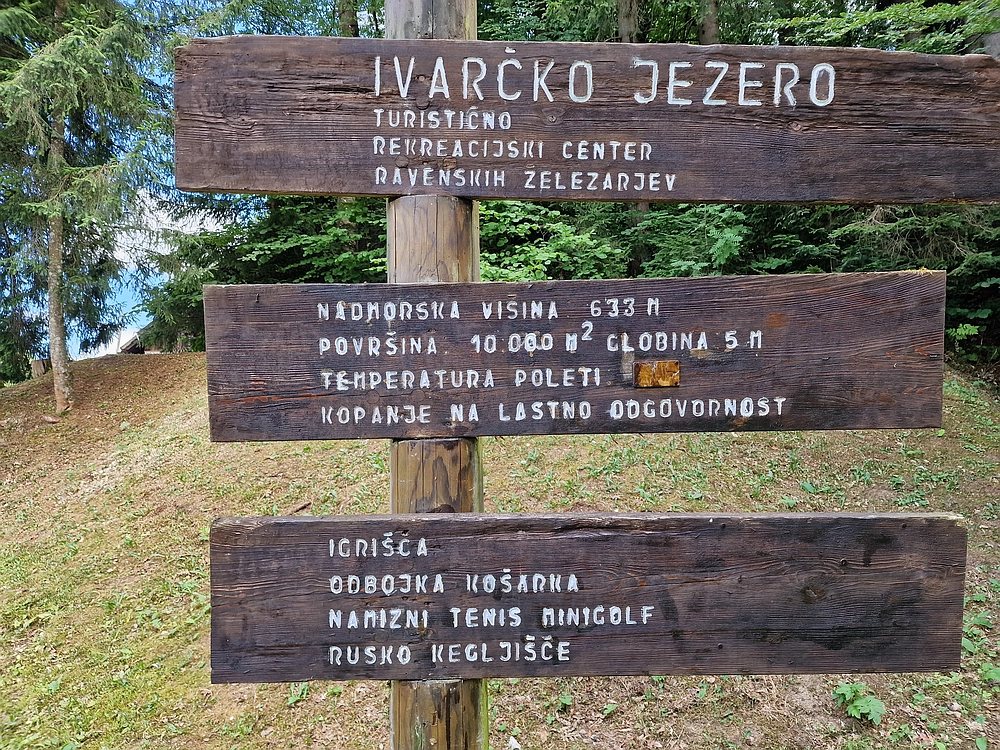 IVARČKO JEZERO
TURISTIČNO
REKREACIJSKI CENTER
RAVENSKIH ŽELEZARJEV
NADMORSKA VIŠINA 633 M
POVRŠINA 10.000 M² GLOBINA 5 M
TEMPERATURA POLETI
KOPANJE NA LASTNO ODGOVORNOST
IGRIŠČA
ODBOJKA KOŠARKA
NAMIZNI TENIS MINIGOLF
RUSKO KEGLJIŠČE